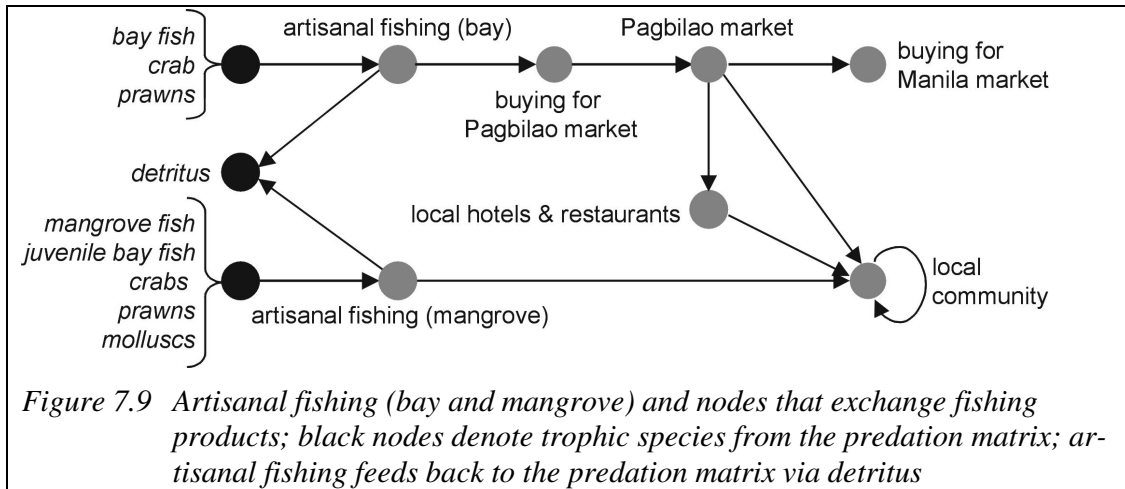 bay fish
crab
prawns
artisanal fishing (bay)
buying for
Pagbilao market
Pagbilao market
buying for
Manila market
detritus
local hotels & restaurants
mangrove fish
juvenile bay fish
crabs
prawns
molluscs
artisanal fishing (mangrove)
local
community
Figure 7.9 Artisanal fishing (bay and mangrove) and nodes that exchange fishing
products; black nodes denote trophic species from the predation matrix; ar-
tisanal fishing feeds back to the predation matrix via detritus